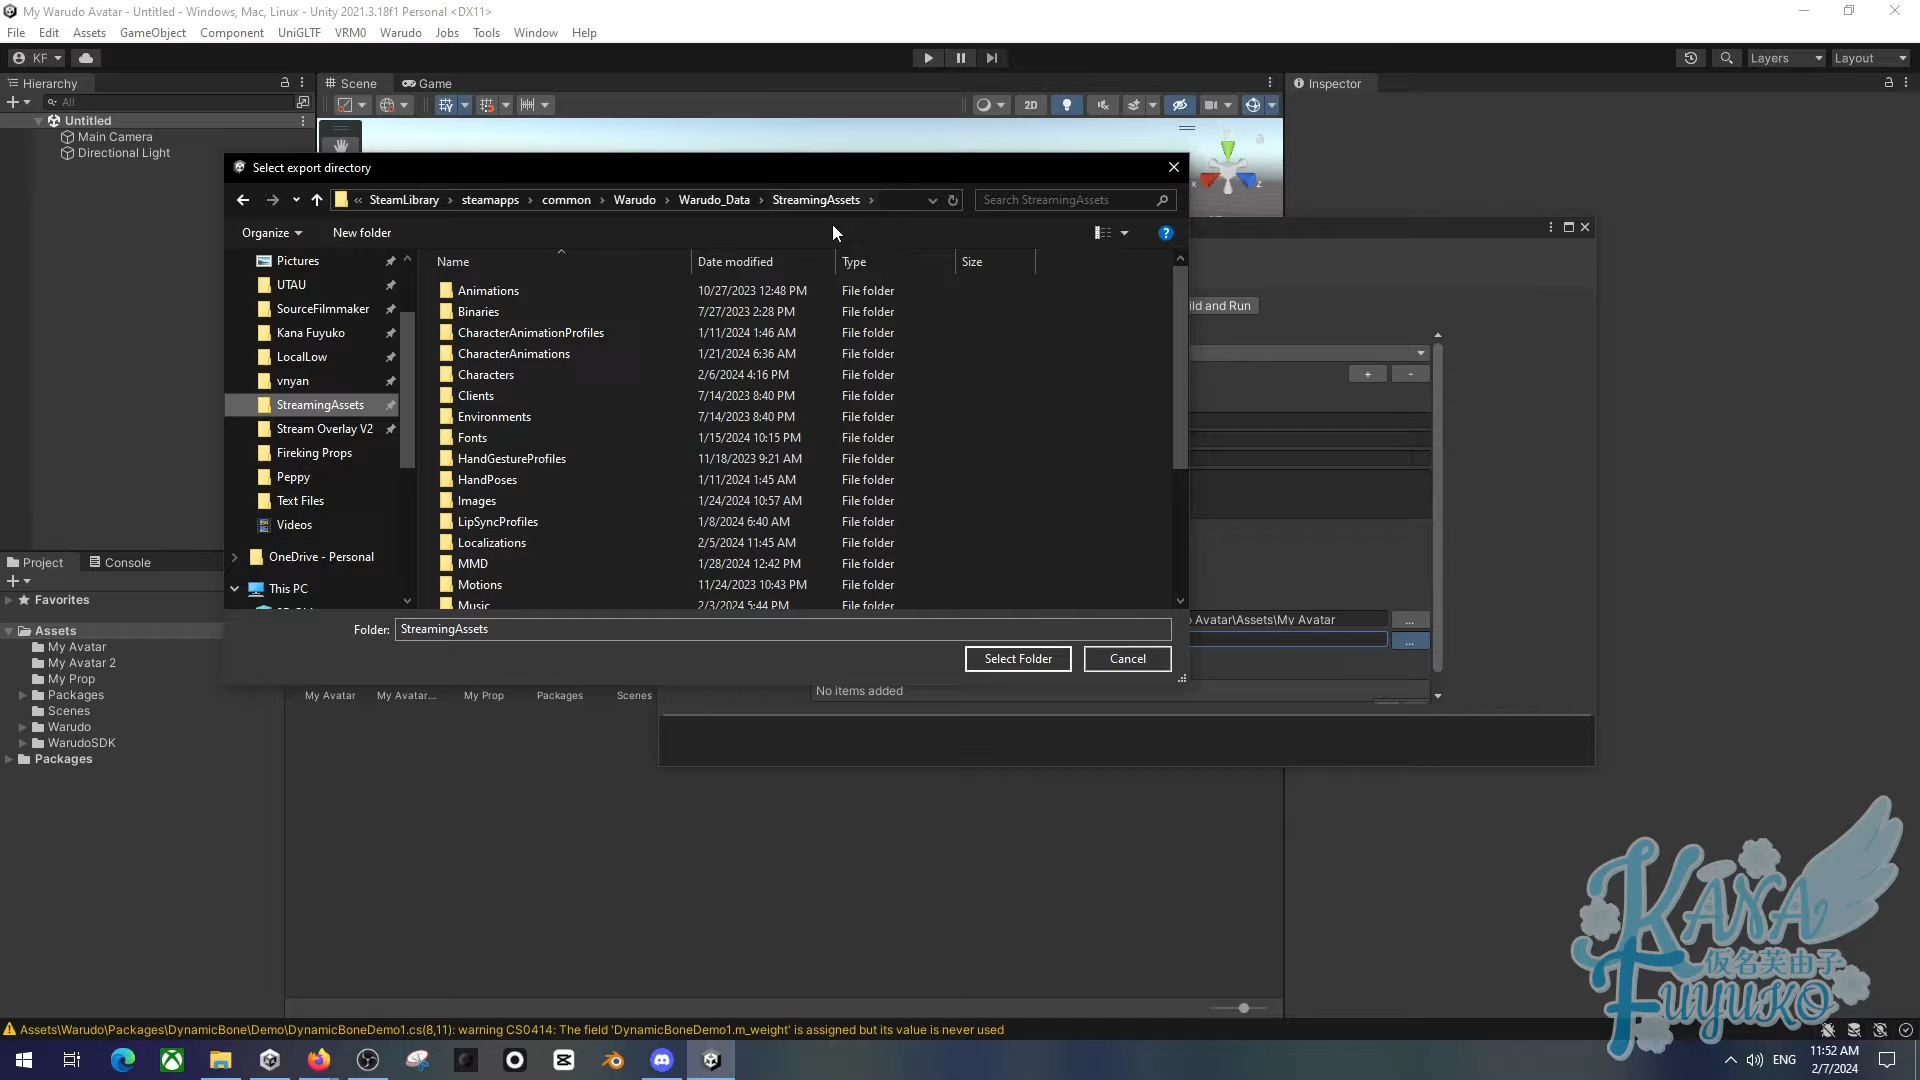 My Warudo Avatar - Untitled - Windows, Mac, Linux - Unity 2021.3.18f1 Personal <DX11>
File Edit Assets GameObject Component UniGLTF VRM0 Warudo Jobs Tools Window Help
KF Layers Layout
Hierarchy Scene Game Inspector
All 2D
Untitled
Main Camera
Directional Light
y
x z
Select export directory
« SteamLibrary › steamapps › common › Warudo › Warudo_Data › StreamingAssets › Search StreamingAssets
Organize New folder
Name Date modified Type Size
Pictures
UTAU
SourceFilmmaker
Kana Fuyuko
LocalLow
vnyan
StreamingAssets
Stream Overlay V2
Fireking Props
Peppy
Text Files
Videos
OneDrive - Personal
This PC
Animations 10/27/2023 12:48 PM File folder
Binaries 7/27/2023 2:28 PM File folder
CharacterAnimationProfiles 1/11/2024 1:46 AM File folder
CharacterAnimations 1/21/2024 6:36 AM File folder
Characters 2/6/2024 4:16 PM File folder
Clients 7/14/2023 8:40 PM File folder
Environments 7/14/2023 8:40 PM File folder
Fonts 1/15/2024 10:15 PM File folder
HandGestureProfiles 11/18/2023 9:21 AM File folder
HandPoses 1/11/2024 1:45 AM File folder
Images 1/24/2024 10:57 AM File folder
LipSyncProfiles 1/8/2024 6:40 AM File folder
Localizations 2/5/2024 11:45 AM File folder
MMD 1/28/2024 12:42 PM File folder
Motions 11/24/2023 10:43 PM File folder
Music 2/3/2024 5:44 PM File folder
Folder: StreamingAssets
Select Folder Cancel
ild and Run
+ -
Avatar\Assets\My Avatar ...
...
No items added
Project Console
Favorites
Assets
My Avatar
My Avatar 2
My Prop
Packages
Scenes
Warudo
WarudoSDK
Packages
My Avatar My Avatar... My Prop Packages Scenes
KANA
仮名芙由子
FUYUKO
Assets\Warudo\Packages\DynamicBone\Demo\DynamicBoneDemo1.cs(8,11): warning CS0414: The field 'DynamicBoneDemo1.m_weight' is assigned but its value is never used
ENG 11:52 AM
2/7/2024